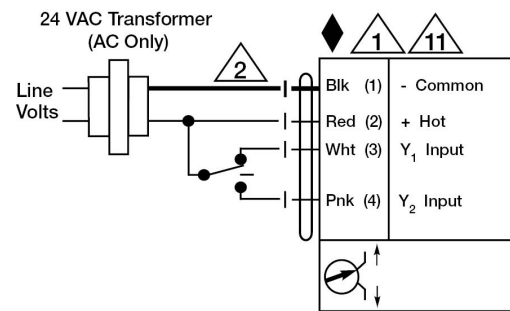 24 VAC Transformer
(AC Only)
Line
Volts
2
1
11
Blk (1) - Common
Red (2) + Hot
Wht (3) Y1 Input
Pnk (4) Y2 Input